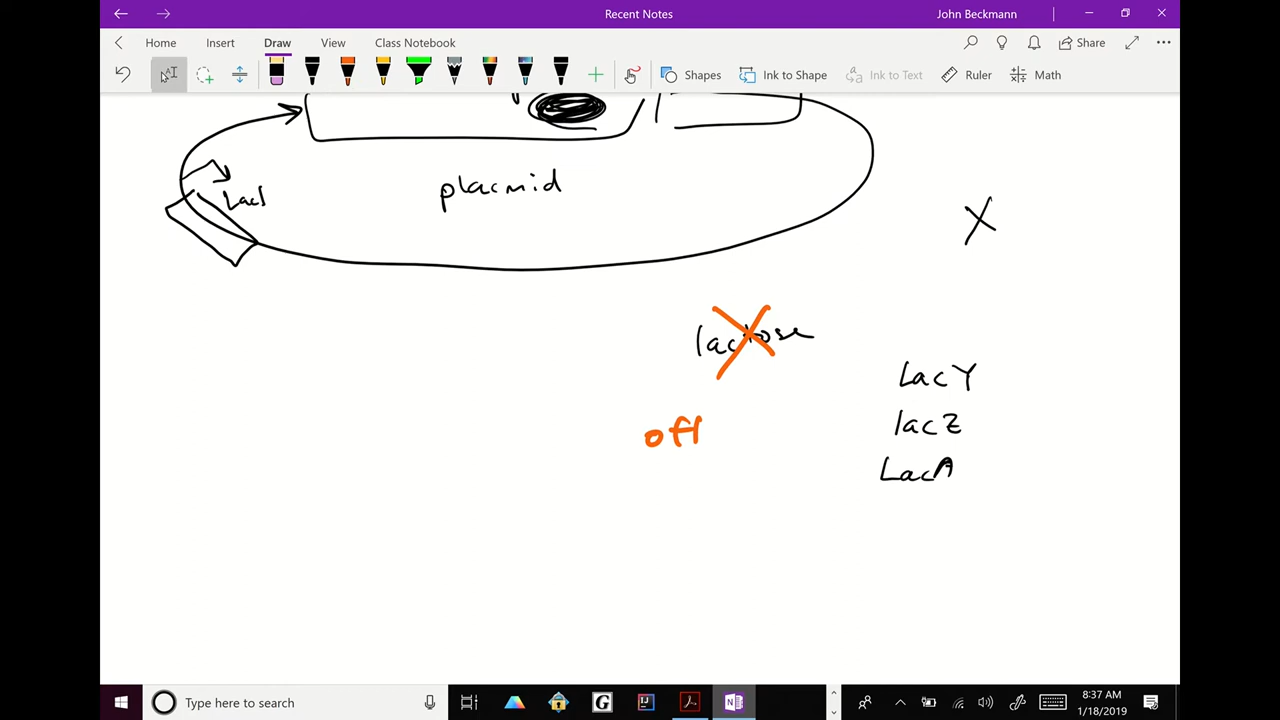 Recent Notes
John Beckmann
Home Insert Draw View Class Notebook
Share
Shapes Ink to Shape Ink to Text Ruler Math
LacI
placmid
X
lactose
LacY
off
lacZ
LacA
Type here to search
G
8:37 AM
1/18/2019